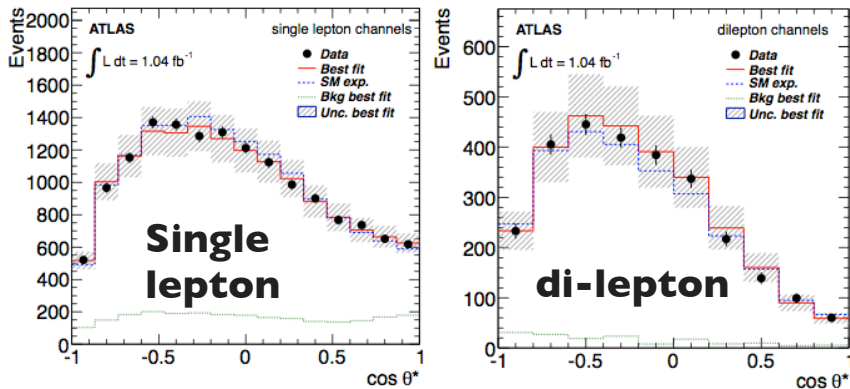 Events
2000
1800
1600
1400
1200
1000
800
600
400
200
0
ATLAS
single lepton channels
∫ L dt = 1.04 fb⁻¹
Data
Best fit
SM exp.
Bkg best fit
Unc. best fit
Single
lepton
-1 -0.5 0 0.5 1
cos θ*
Events
600
500
400
300
200
100
0
ATLAS
dilepton channels
∫ L dt = 1.04 fb⁻¹
Data
Best fit
SM exp.
Bkg best fit
Unc. best fit
di-lepton
-1 -0.5 0 0.5 1
cos θ*